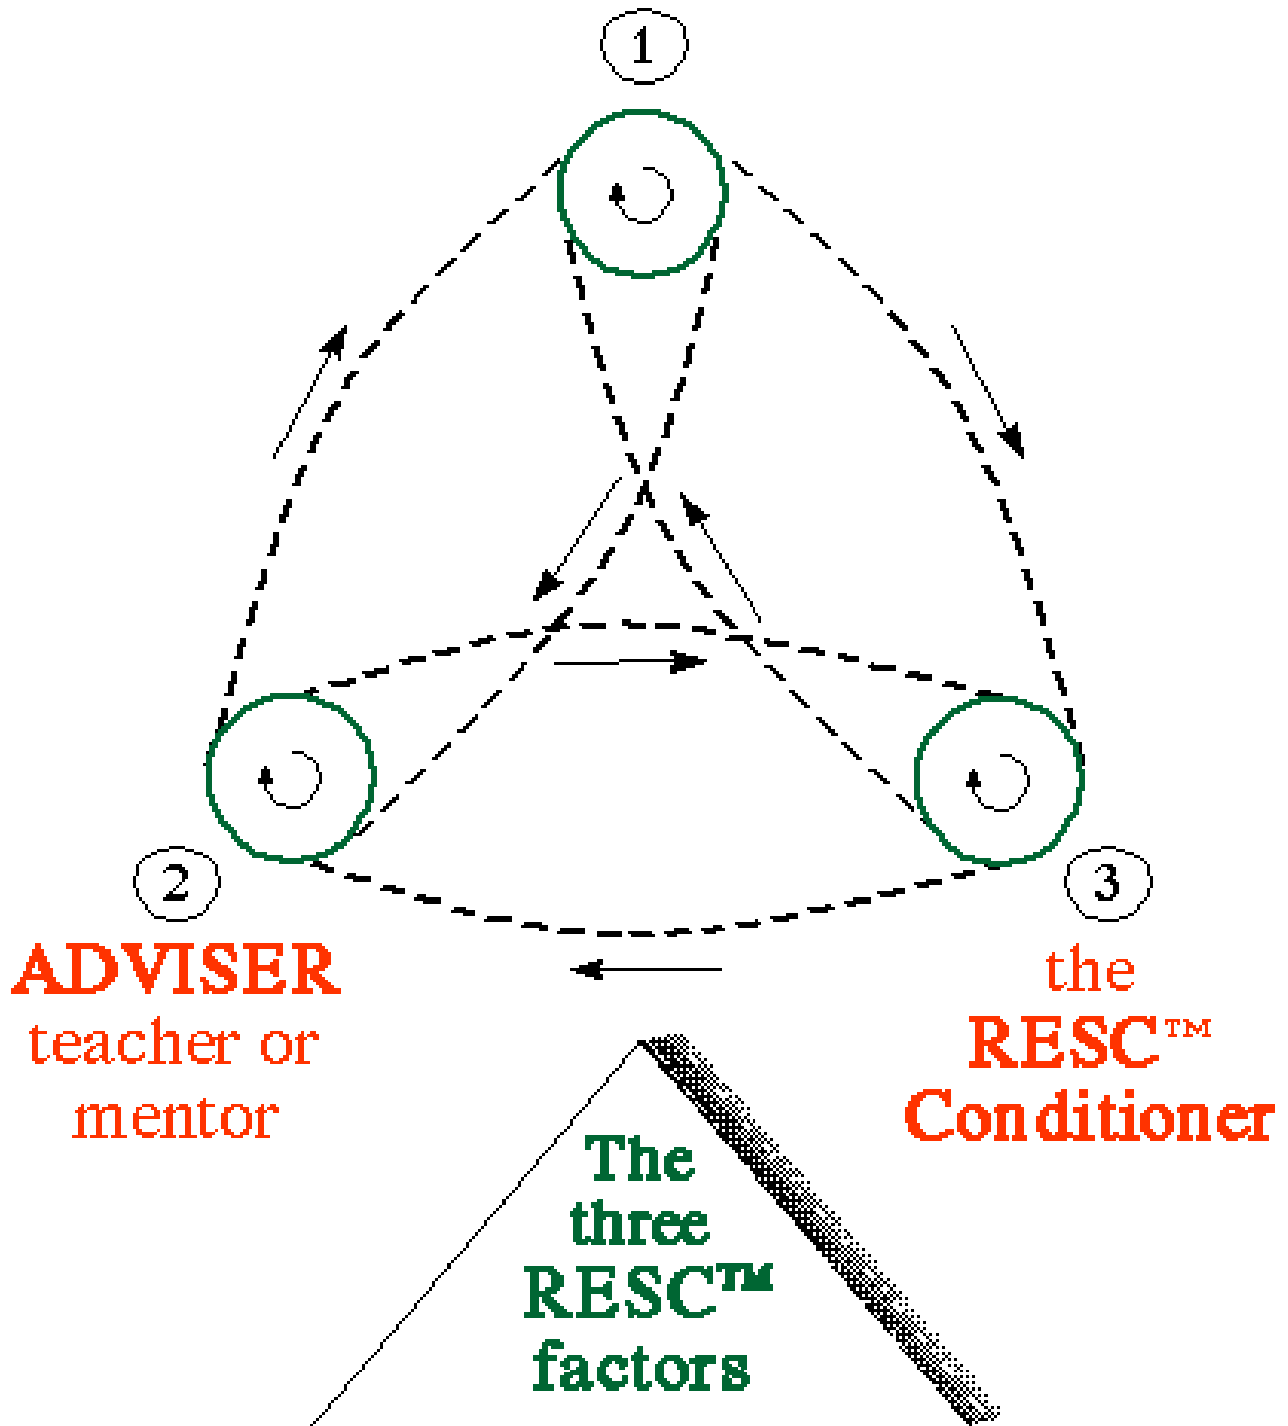 1
2
ADVISER
teacher or
mentor
3
the
RESC™
Conditioner
The
three
RESC™
factors